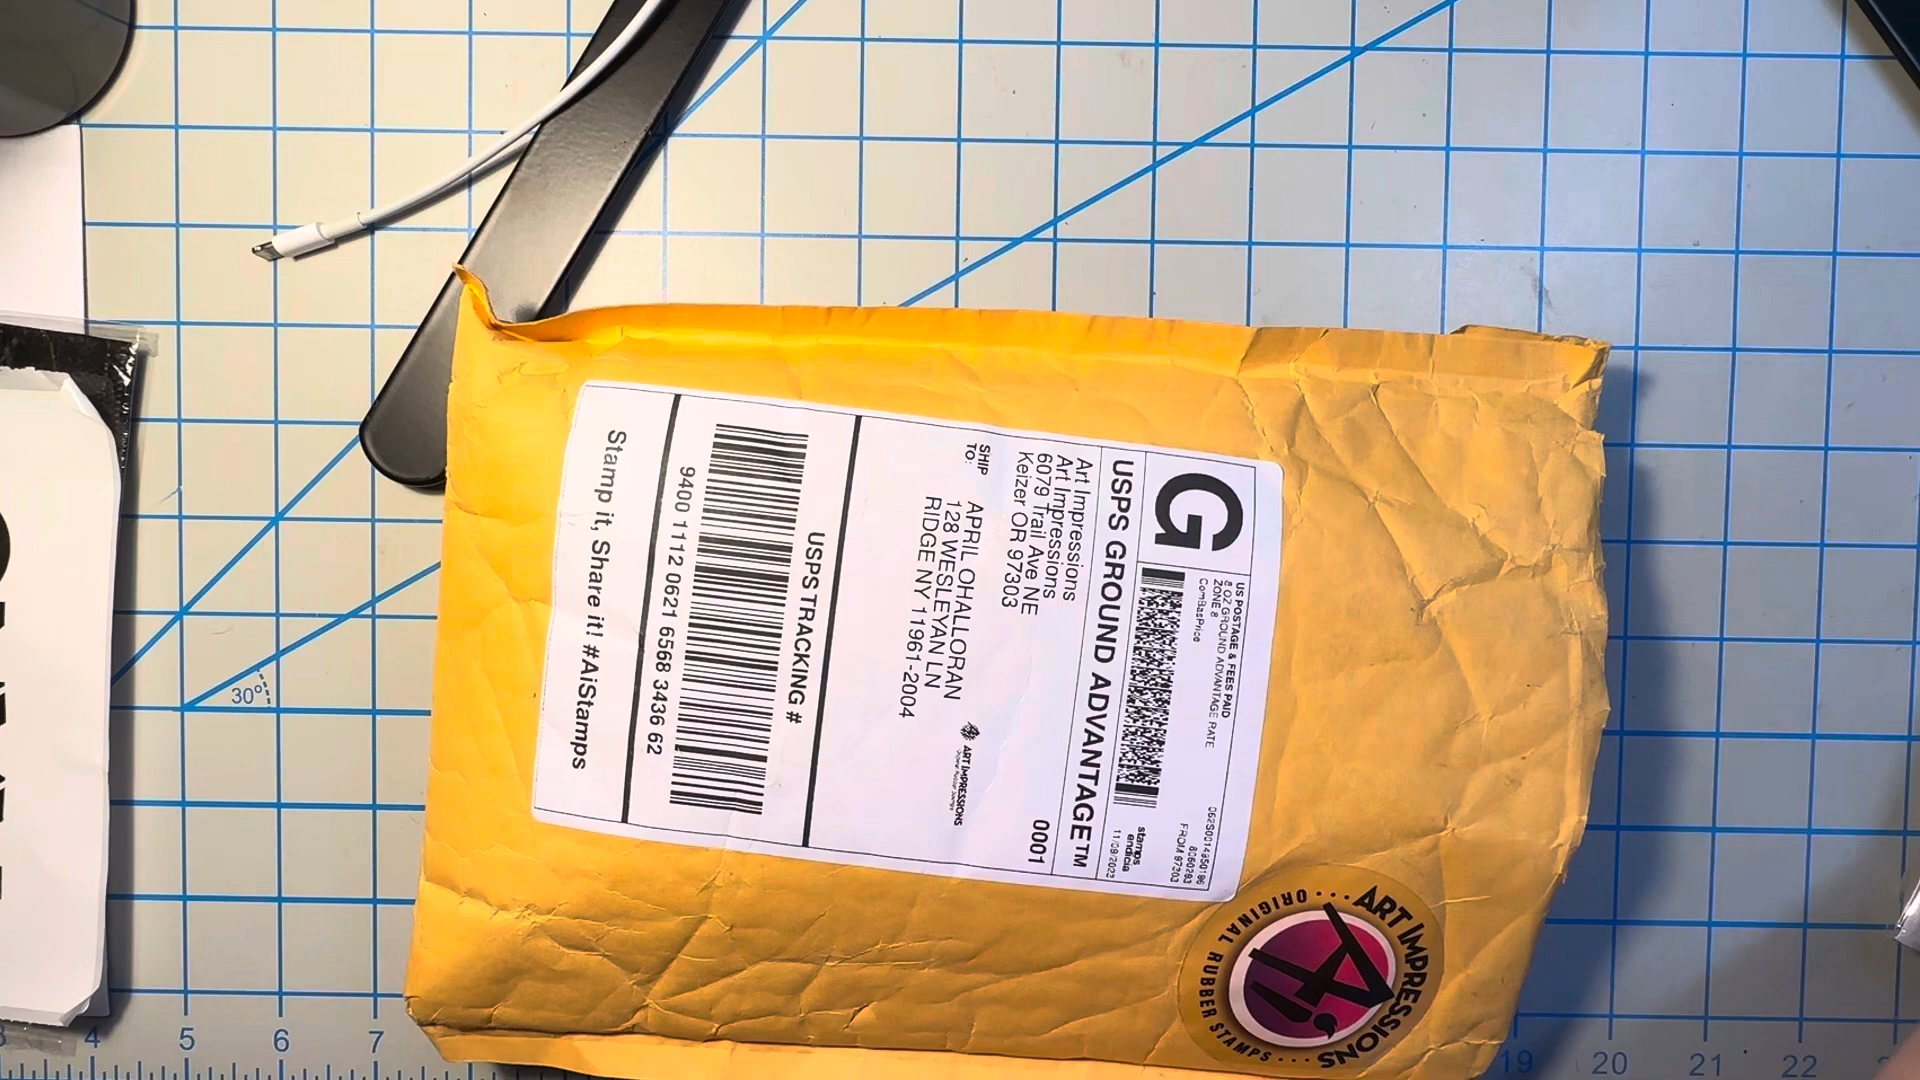 G
US POSTAGE & FEES PAID
8 OZ GROUND ADVANTAGE RATE
ZONE 8
ComBasPrice
062S0014950196
8060283
FROM 97303
stamps
endicia
11/09/2023
USPS GROUND ADVANTAGE™
Art Impressions
Art Impressions
6079 Trail Ave NE
Keizer OR 97303
0001
SHIP
TO:
APRIL OHALLORAN
128 WESLEYAN LN
RIDGE NY 11961-2004
ART IMPRESSIONS
USPS TRACKING #
9400 1112 0621 6568 3436 62
Stamp it, Share it! #AiStamps
ART IMPRESSIONS
ORIGINAL RUBBER STAMPS
Ai
30°
4 5 6 7 19 20 21 22